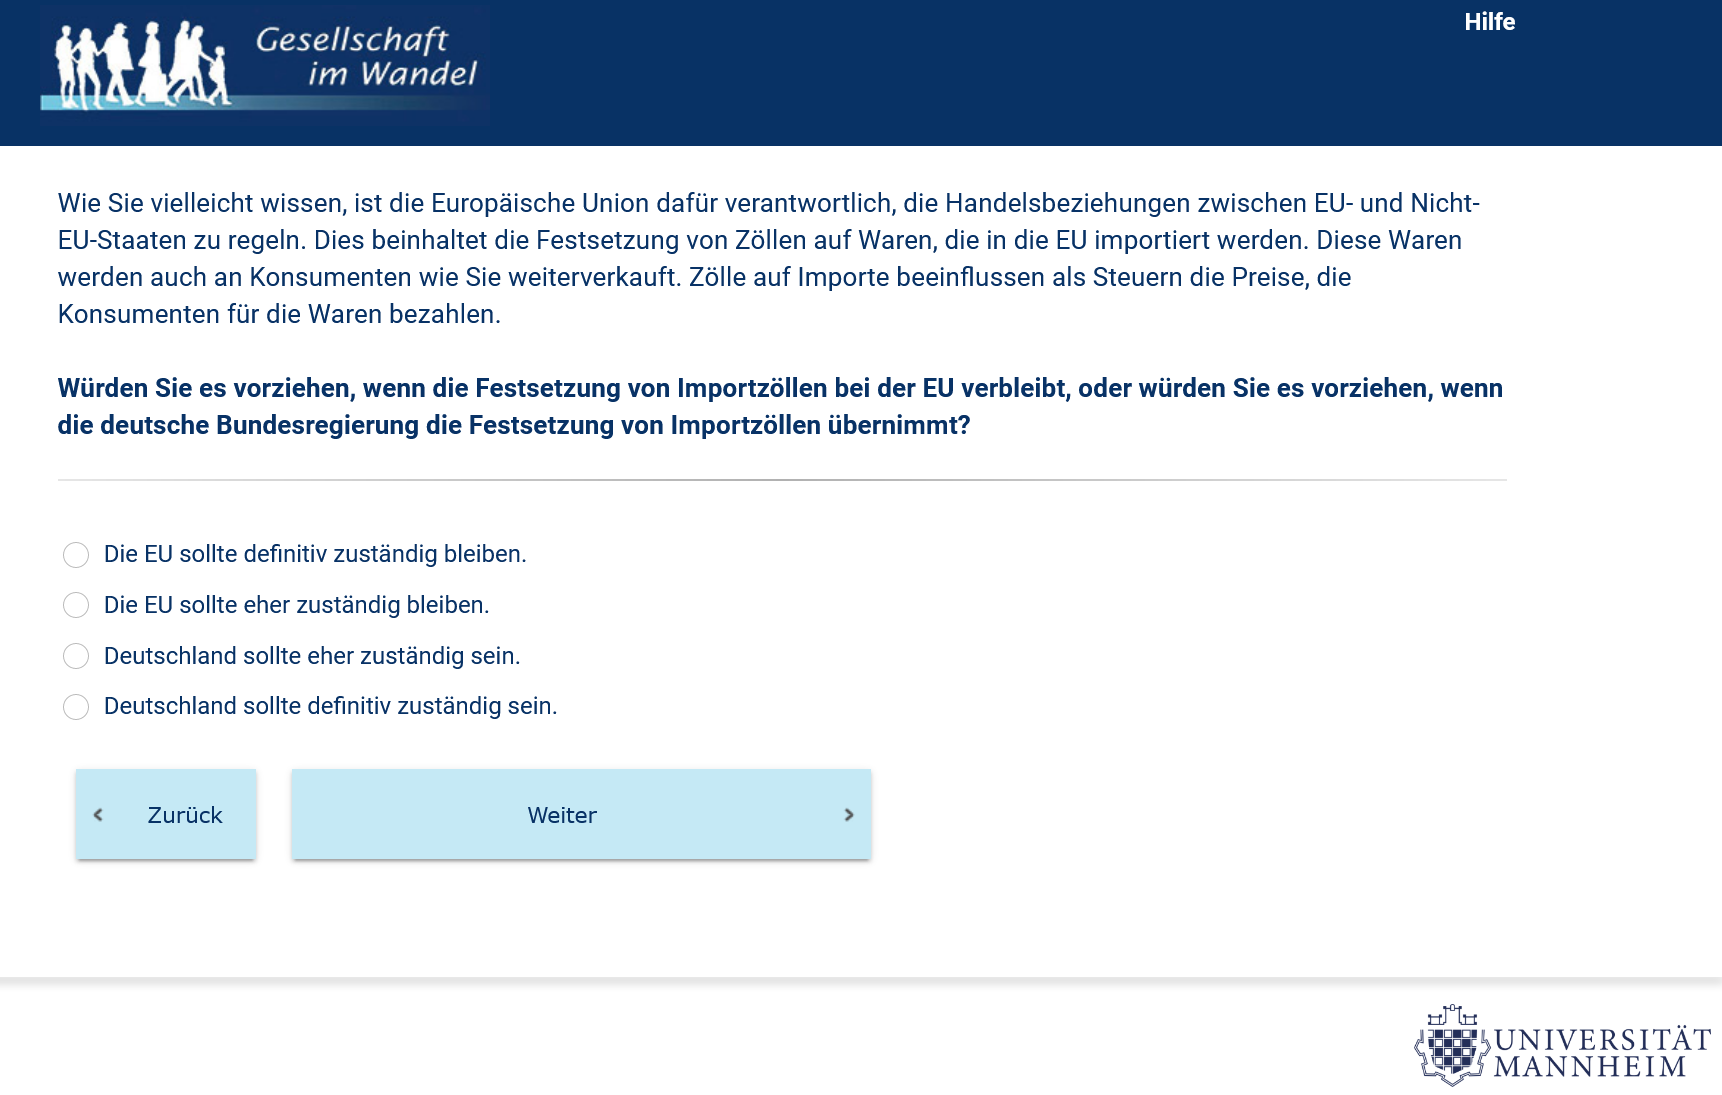 Gesellschaft
im Wandel
Hilfe
Wie Sie vielleicht wissen, ist die Europäische Union dafür verantwortlich, die Handelsbeziehungen zwischen EU- und Nicht-
EU-Staaten zu regeln. Dies beinhaltet die Festsetzung von Zöllen auf Waren, die in die EU importiert werden. Diese Waren
werden auch an Konsumenten wie Sie weiterverkauft. Zölle auf Importe beeinflussen als Steuern die Preise, die
Konsumenten für die Waren bezahlen.
Würden Sie es vorziehen, wenn die Festsetzung von Importzöllen bei der EU verbleibt, oder würden Sie es vorziehen, wenn
die deutsche Bundesregierung die Festsetzung von Importzöllen übernimmt?
Die EU sollte definitiv zuständig bleiben.
Die EU sollte eher zuständig bleiben.
Deutschland sollte eher zuständig sein.
Deutschland sollte definitiv zuständig sein.
Zurück
Weiter
UNIVERSITÄT
MANNHEIM